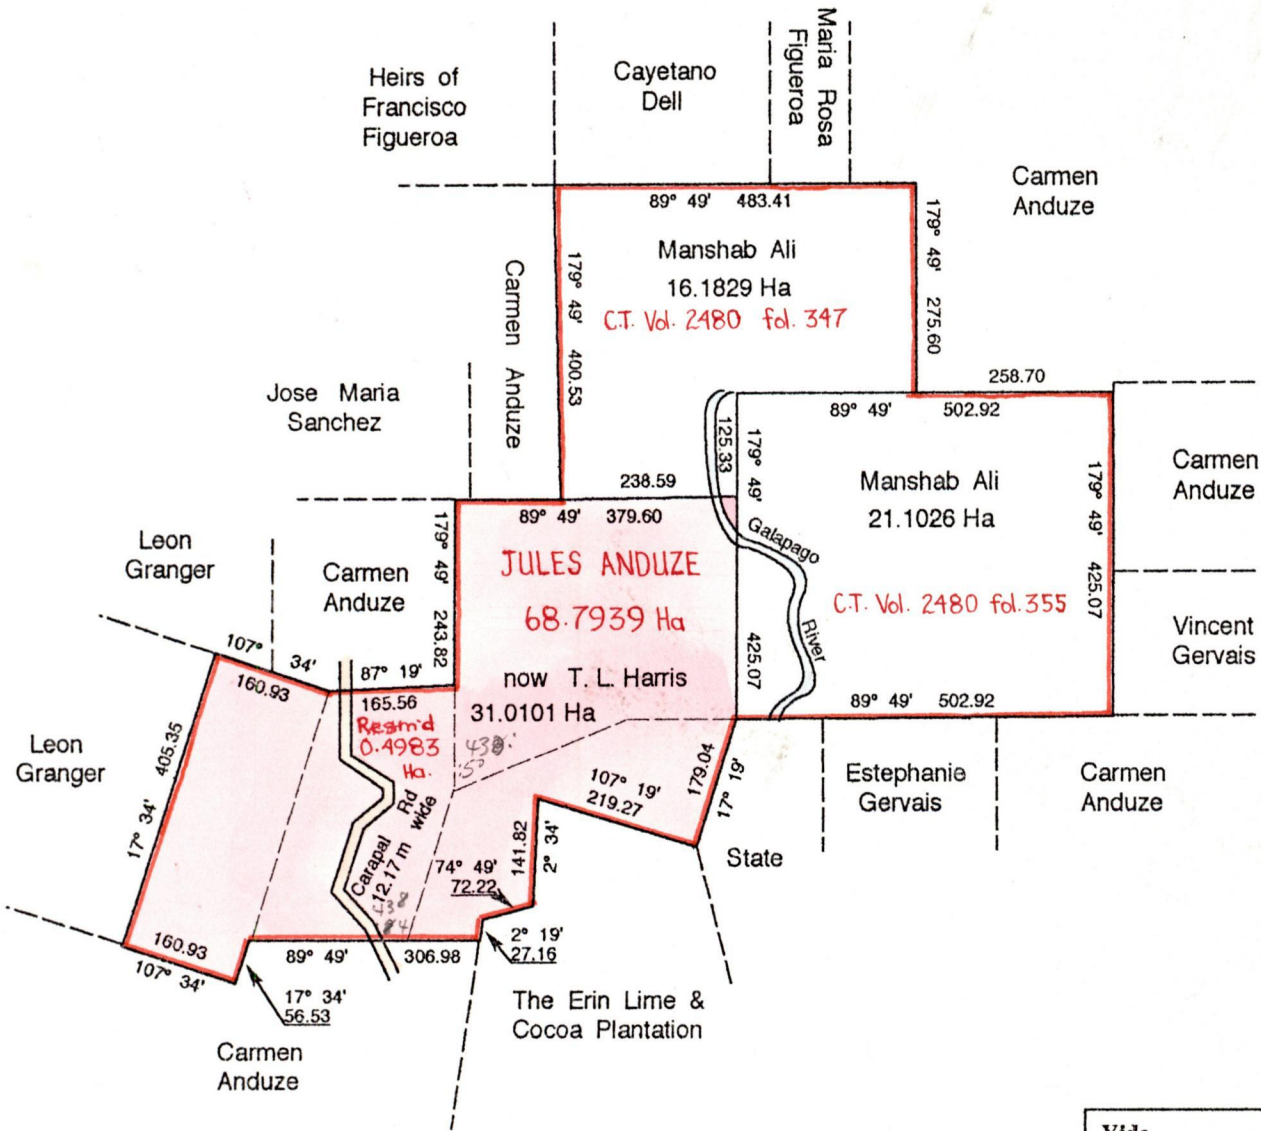 Heirs of
Francisco
Figueroa
Cayetano
Dell
Maria Rosa
Figueroa
Carmen
Anduze
89° 49' 483.41
179° 49' 275.60
Manshab Ali
16.1829 Ha
C.T. Vol. 2480 fol. 347
179° 49' 400.53
Carmen Anduze
Jose Maria
Sanchez
258.70
89° 49' 502.92
125.33
179° 49'
238.59
89° 49' 379.60
Manshab Ali
21.1026 Ha
C.T. Vol. 2480 fol. 355
179° 49' 425.07
Carmen
Anduze
Vincent
Gervais
Galapago
River
425.07
89° 49' 502.92
Leon
Granger
Carmen
Anduze
179° 49' 243.82
JULES ANDUZE
68.7939 Ha
now T. L. Harris
31.0101 Ha
107° 34'
160.93
87° 19'
165.56
Resm'd
0.4983
Ha.
Leon
Granger
405.35
17° 34'
Carapal Rd
12.17 m wide
107° 19'
219.27
179.04
17° 19'
Estephanie
Gervais
Carmen
Anduze
State
141.82
2° 34'
74° 49'
72.22
2° 19'
27.16
160.93
107° 34'
89° 49' 306.98
17° 34'
56.53
The Erin Lime &
Cocoa Plantation
Carmen
Anduze